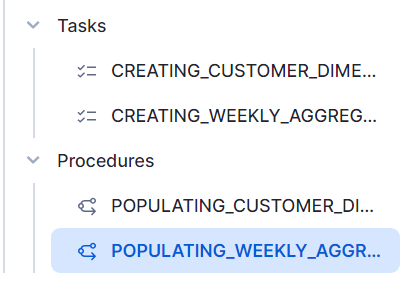 Tasks
CREATING_CUSTOMER_DIME...
CREATING_WEEKLY_AGGREG...
Procedures
POPULATING_CUSTOMER_DI...
POPULATING_WEEKLY_AGGR...